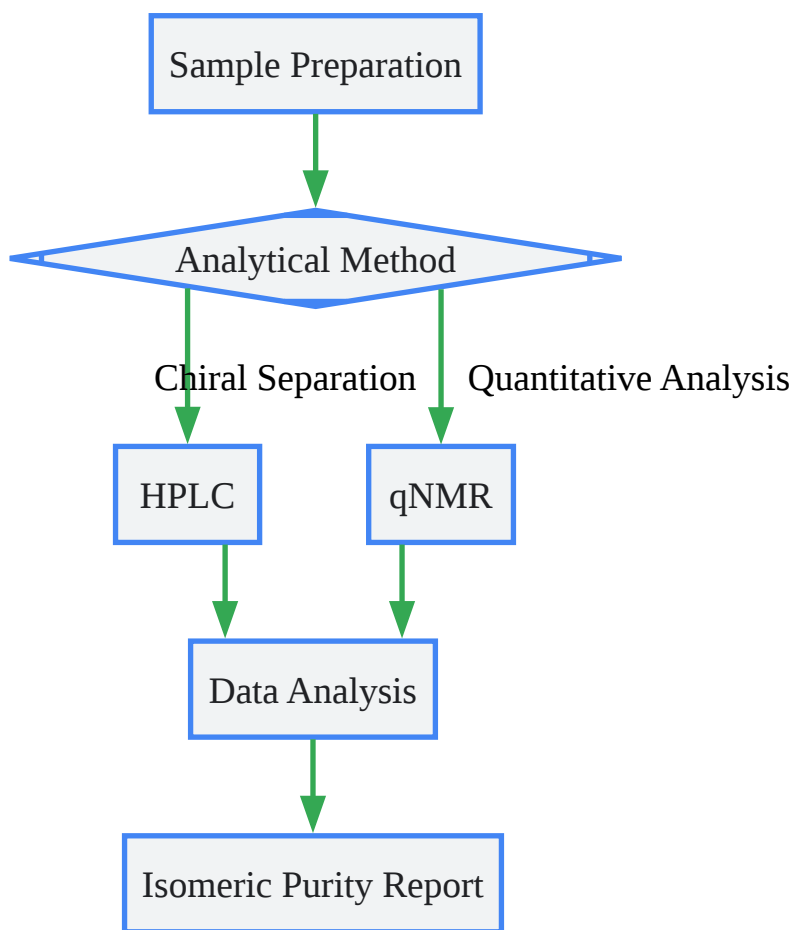 Sample Preparation
Analytical Method
Chiral Separation
Quantitative Analysis
HPLC
qNMR
Data Analysis
Isomeric Purity Report